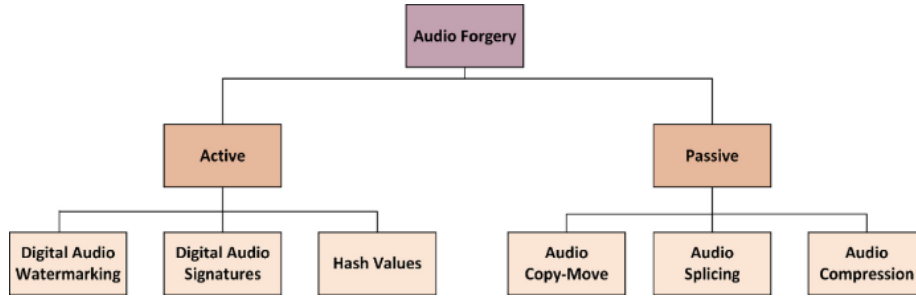 Audio Forgery
Active
Passive
Digital Audio
Watermarking
Digital Audio
Signatures
Hash Values
Audio
Copy-Move
Audio
Splicing
Audio
Compression